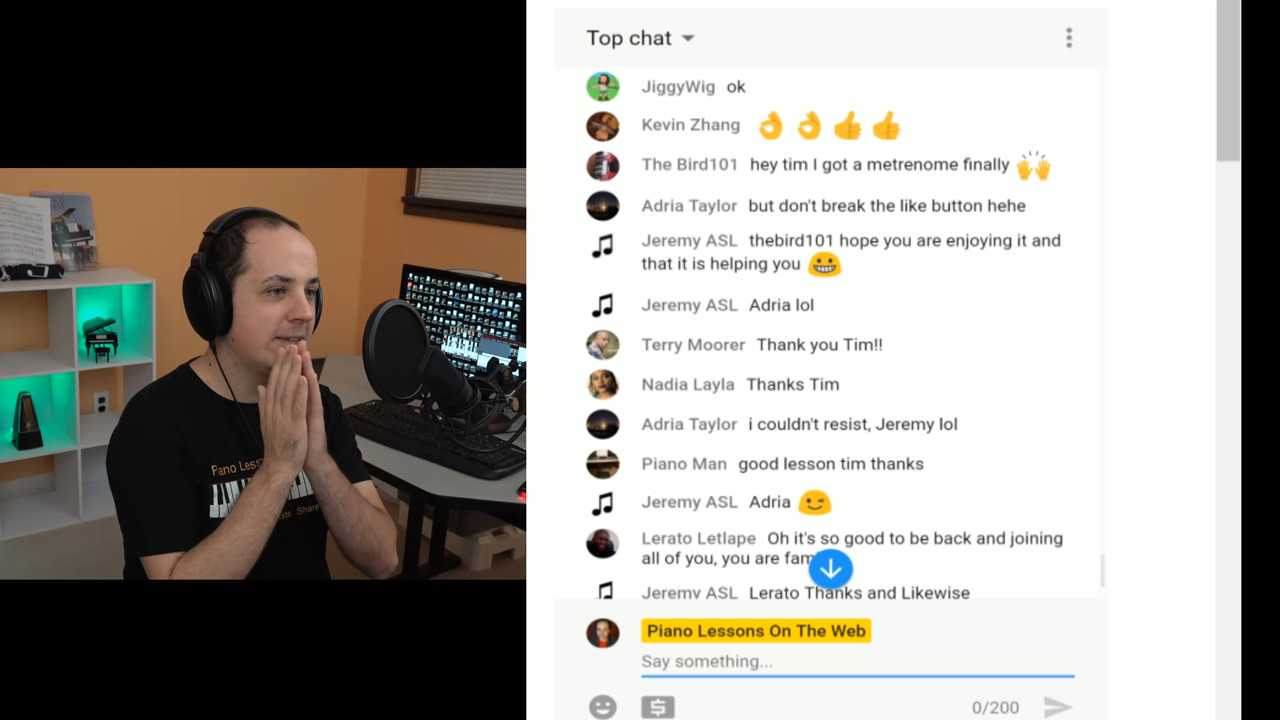 Top chat
JiggyWig ok
Kevin Zhang
The Bird101 hey tim I got a metrenome finally
Adria Taylor but don't break the like button hehe
Jeremy ASL thebird101 hope you are enjoying it and
that it is helping you
Jeremy ASL Adria lol
Terry Moorer Thank you Tim!!
Nadia Layla Thanks Tim
Adria Taylor i couldn't resist, Jeremy lol
Piano Man good lesson tim thanks
Jeremy ASL Adria
Lerato Letlape Oh it's so good to be back and joining
all of you, you are
Jeremy ASL Lerato Thanks and Likewise
Piano Lessons On The Web
Say something...
0/200
Share